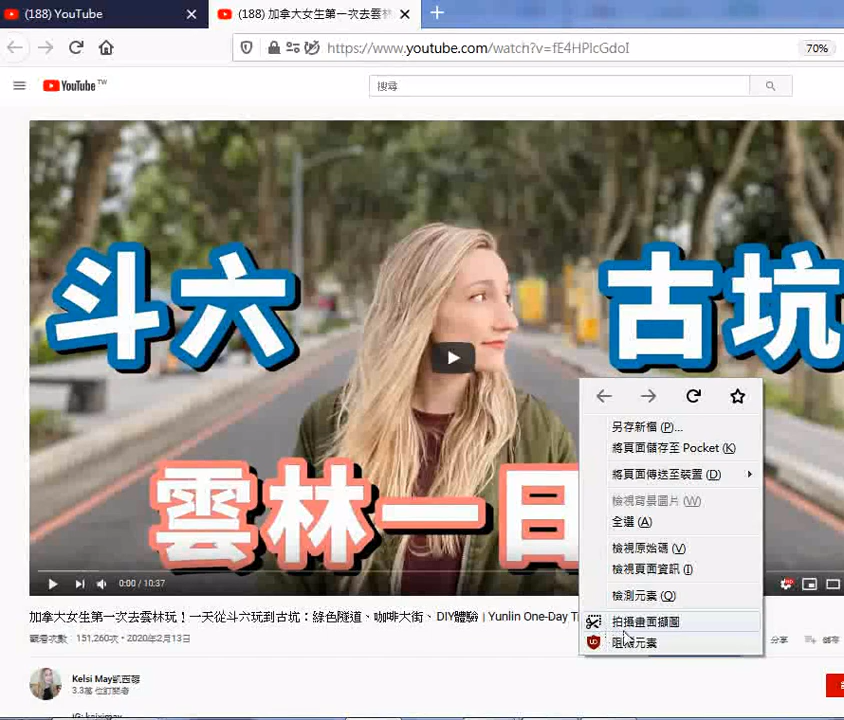 (188) YouTube
(188) 加拿大女生第一次去雲
https://www.youtube.com/watch?v=fE4HPlcGdoI
70%
YouTube TW
搜尋
斗六
古坑
雲林一日
另存新檔 (P)...
將頁面儲存至 Pocket (K)
將頁面傳送至裝置 (D)
檢視背景圖片 (W)
全選 (A)
檢視原始碼 (V)
檢視頁面資訊 (I)
檢測元素 (Q)
拍攝畫面擷圖
元素
0:00 / 10:37
加拿大女生第一次去雲林玩！一天從斗六玩到古坑：綠色隧道、咖啡大街、DIY體驗 | Yunlin One-Day T
觀看次數：151,260次 • 2020年2月13日
分享
儲存
Kelsi May凱西莓
3.3萬 位訂閱者